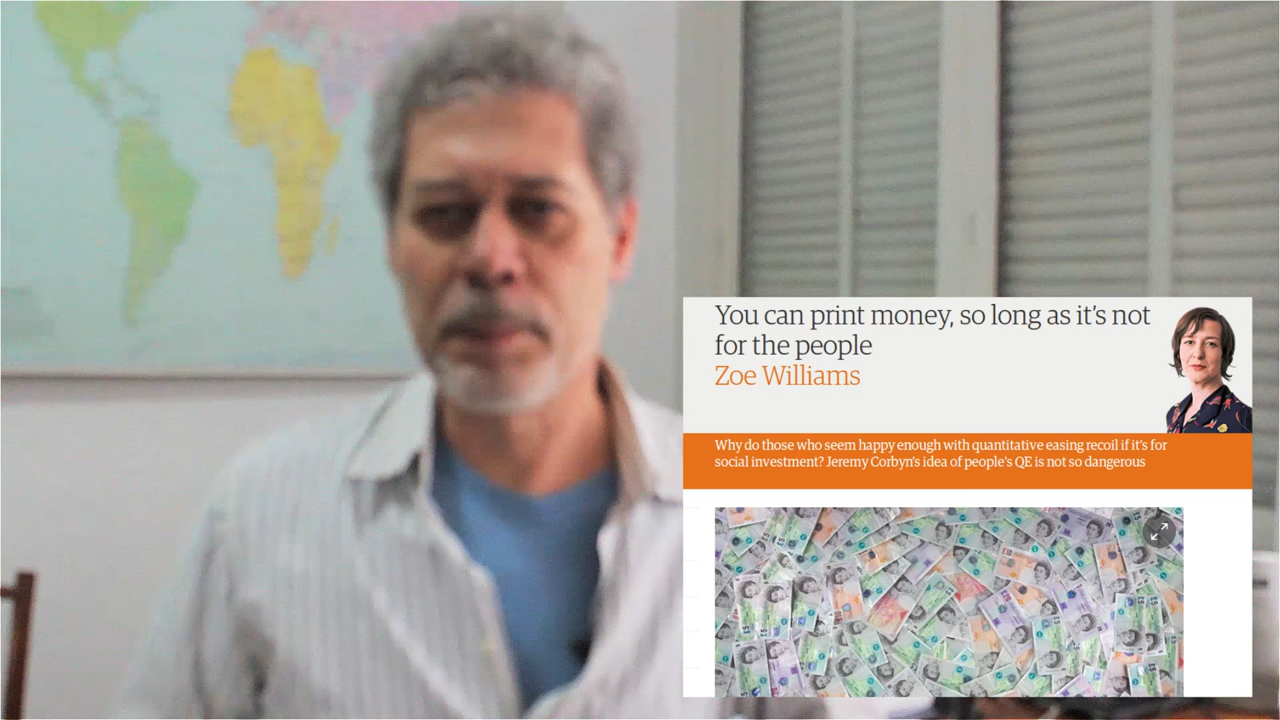 You can print money, so long as it's not
for the people
Zoe Williams
Why do those who seem happy enough with quantitative easing recoil if it's for
social investment? Jeremy Corbyn's idea of people's QE is not so dangerous